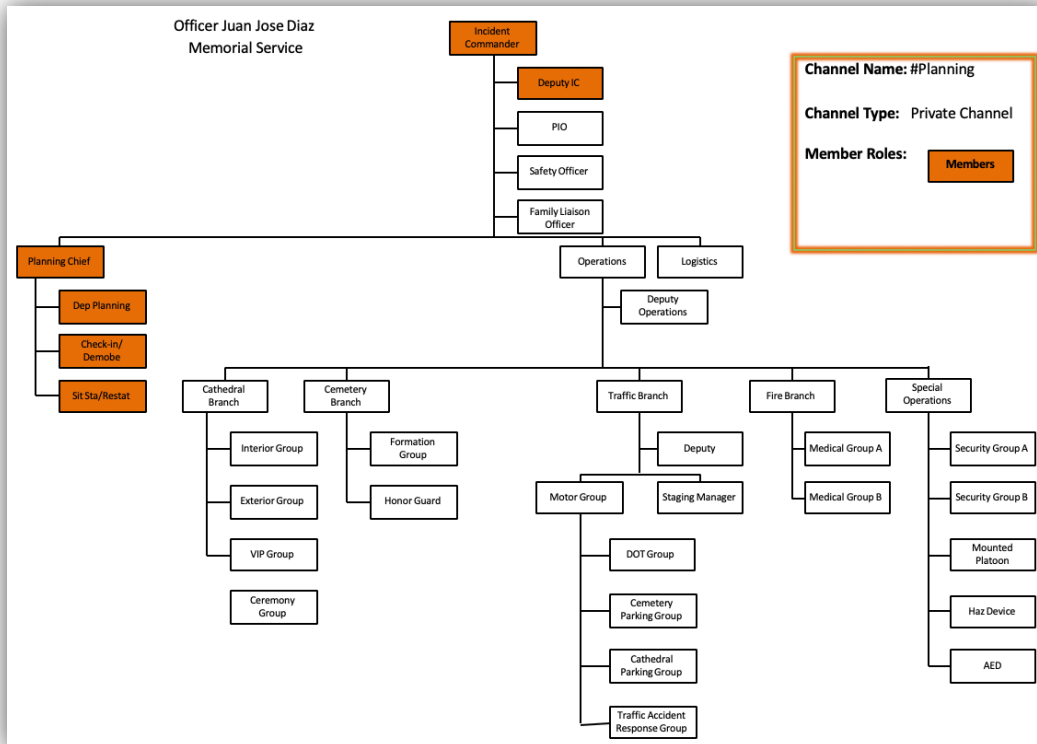 Officer Juan Jose Diaz
Memorial Service
Incident
Commander
Deputy IC
PIO
Safety Officer
Family Liaison
Officer
Channel Name: #Planning
Channel Type: Private Channel
Member Roles:
Members
Planning Chief
Operations
Logistics
Dep Planning
Deputy
Operations
Check-in/
Demobe
Sit Sta/Restat
Cathedral
Branch
Cemetery
Branch
Traffic Branch
Fire Branch
Special
Operations
Interior Group
Formation
Group
Deputy
Medical Group A
Security Group A
Exterior Group
Honor Guard
Motor Group
Staging Manager
Medical Group B
Security Group B
VIP Group
DOT Group
Mounted
Platoon
Ceremony
Group
Cemetery
Parking Group
Haz Device
Cathedral
Parking Group
AED
Traffic Accident
Response Group